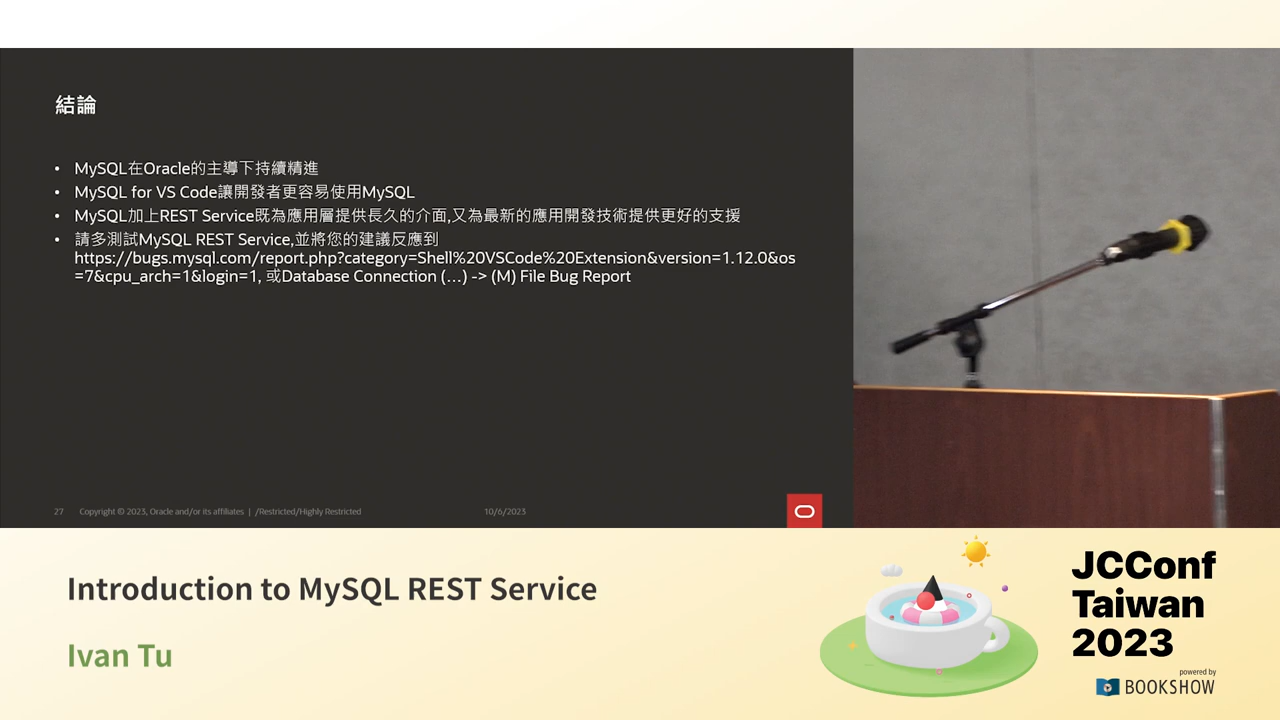 結論
• MySQL在Oracle的主導下持續精進
• MySQL for VS Code讓開發者更容易使用MySQL
• MySQL加上REST Service既為應用層提供長久的介面,又為最新的應用開發技術提供更好的支援
• 請多測試MySQL REST Service,並將您的建議反應到
https://bugs.mysql.com/report.php?category=Shell%20VSCode%20Extension&version=1.12.0&os
=7&cpu_arch=1&login=1, 或Database Connection (...) -> (M) File Bug Report
27 Copyright © 2023, Oracle and/or its affiliates | /Restricted/Highly Restricted 10/6/2023
Introduction to MySQL REST Service
Ivan Tu
JCConf
Taiwan
2023
powered by
BOOKSHOW